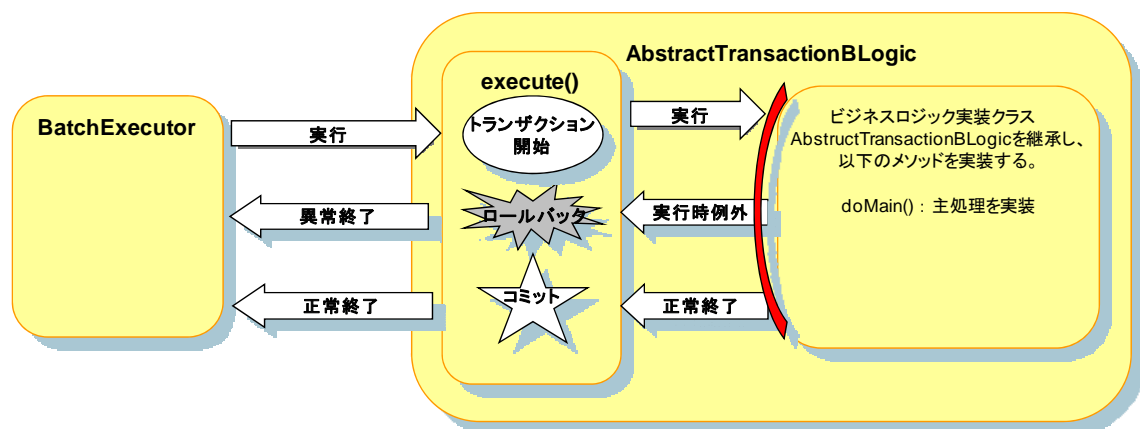 AbstractTransactionBLogic
BatchExecutor
execute()
実行
トランザクション
開始
実行
ビジネスロジック実装クラス
AbstructTransactionBLogicを継承し、
以下のメソッドを実装する。
doMain() : 主処理を実装
異常終了
ロールバック
実行時例外
正常終了
コミット
正常終了